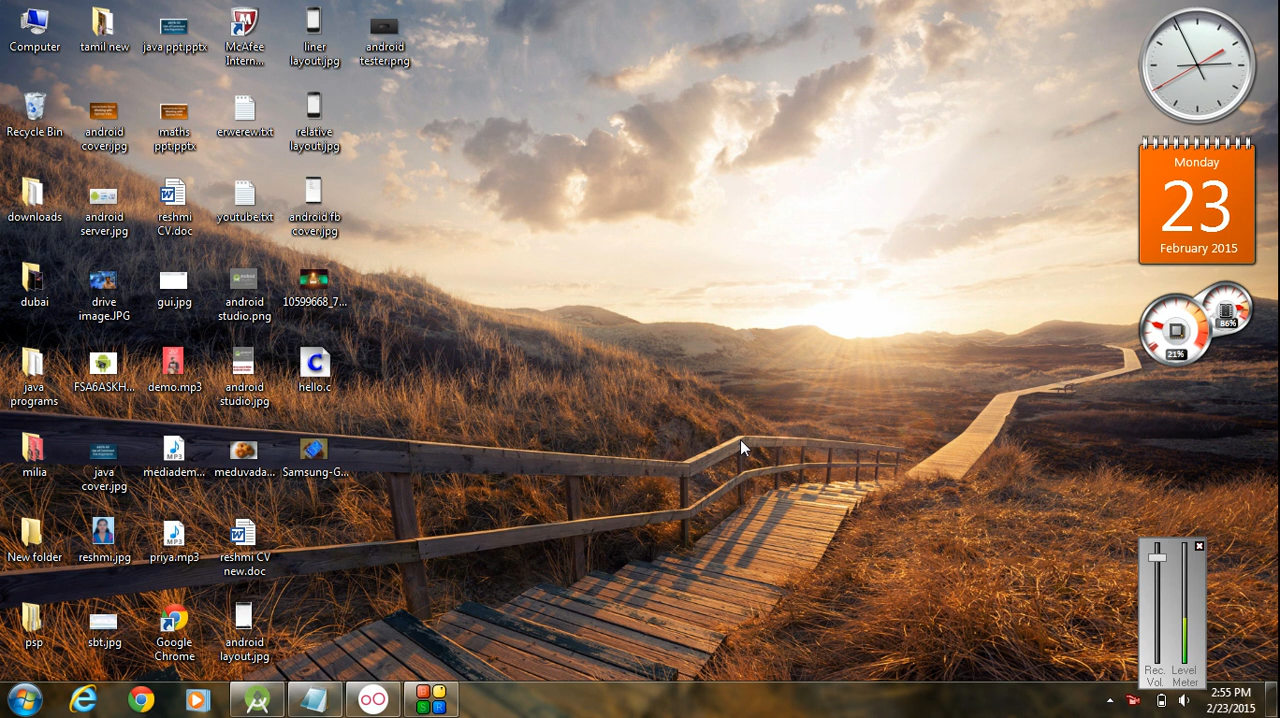 Computer
tamil new
java ppt.pptx
McAfee
Intern...
liner
layout.jpg
android
tester.png
Recycle Bin
android
cover.jpg
maths
ppt.pptx
erwerew.txt
relative
layout.jpg
downloads
android
server.jpg
reshmi
CV.doc
youtube.txt
android fb
cover.jpg
dubai
drive
image.JPG
gui.jpg
android
studio.png
10599668_7...
java
programs
FSA6ASKH...
demo.mp3
android
studio.jpg
hello.c
milia
java
cover.jpg
mediadem...
meduvada...
Samsung-G...
New folder
reshmi.jpg
priya.mp3
reshmi CV
new.doc
psp
sbt.jpg
Google
Chrome
android
layout.jpg
Monday
23
February 2015
86%
21%
Rec. Level
Vol. Meter
2:55 PM
2/23/2015